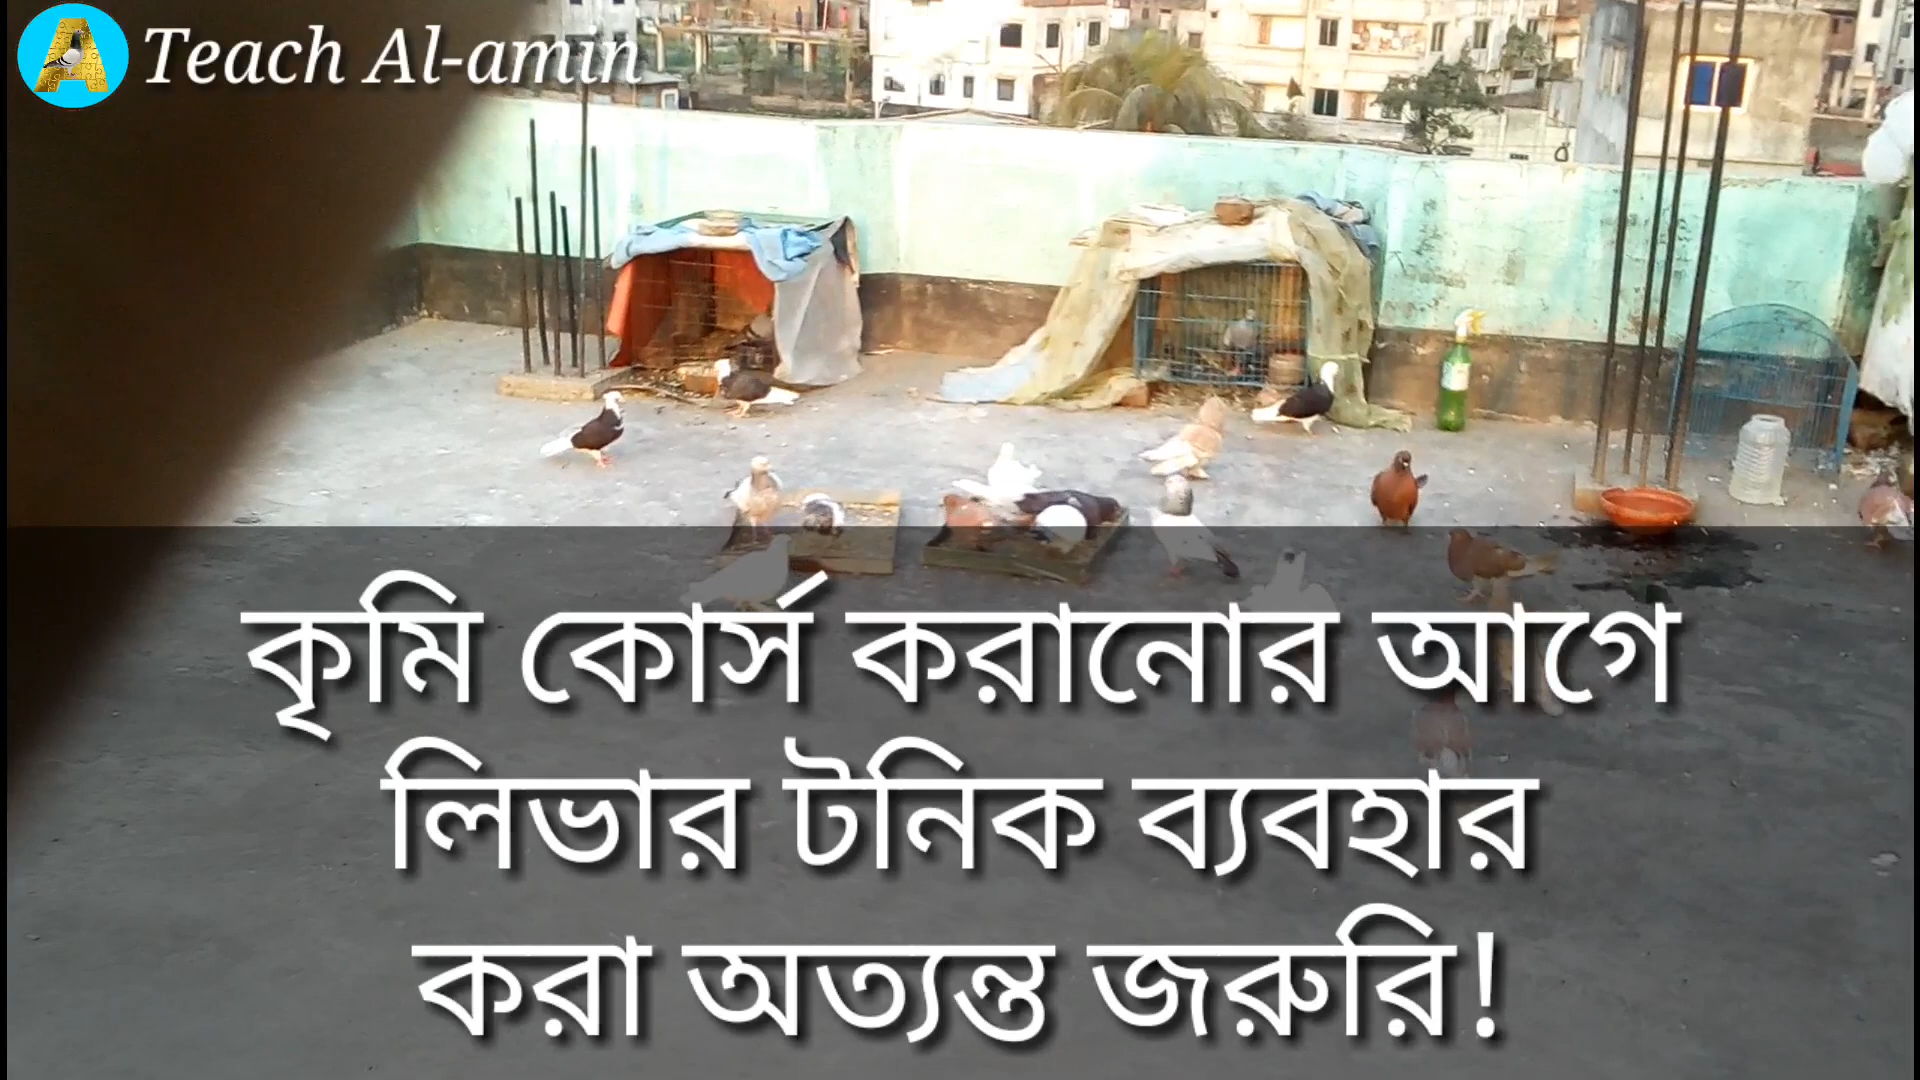 Teach Al-amin
কৃমি কোর্স করানোর আগে
লিভার টনিক ব্যবহার
করা অত্যন্ত জরুরি!